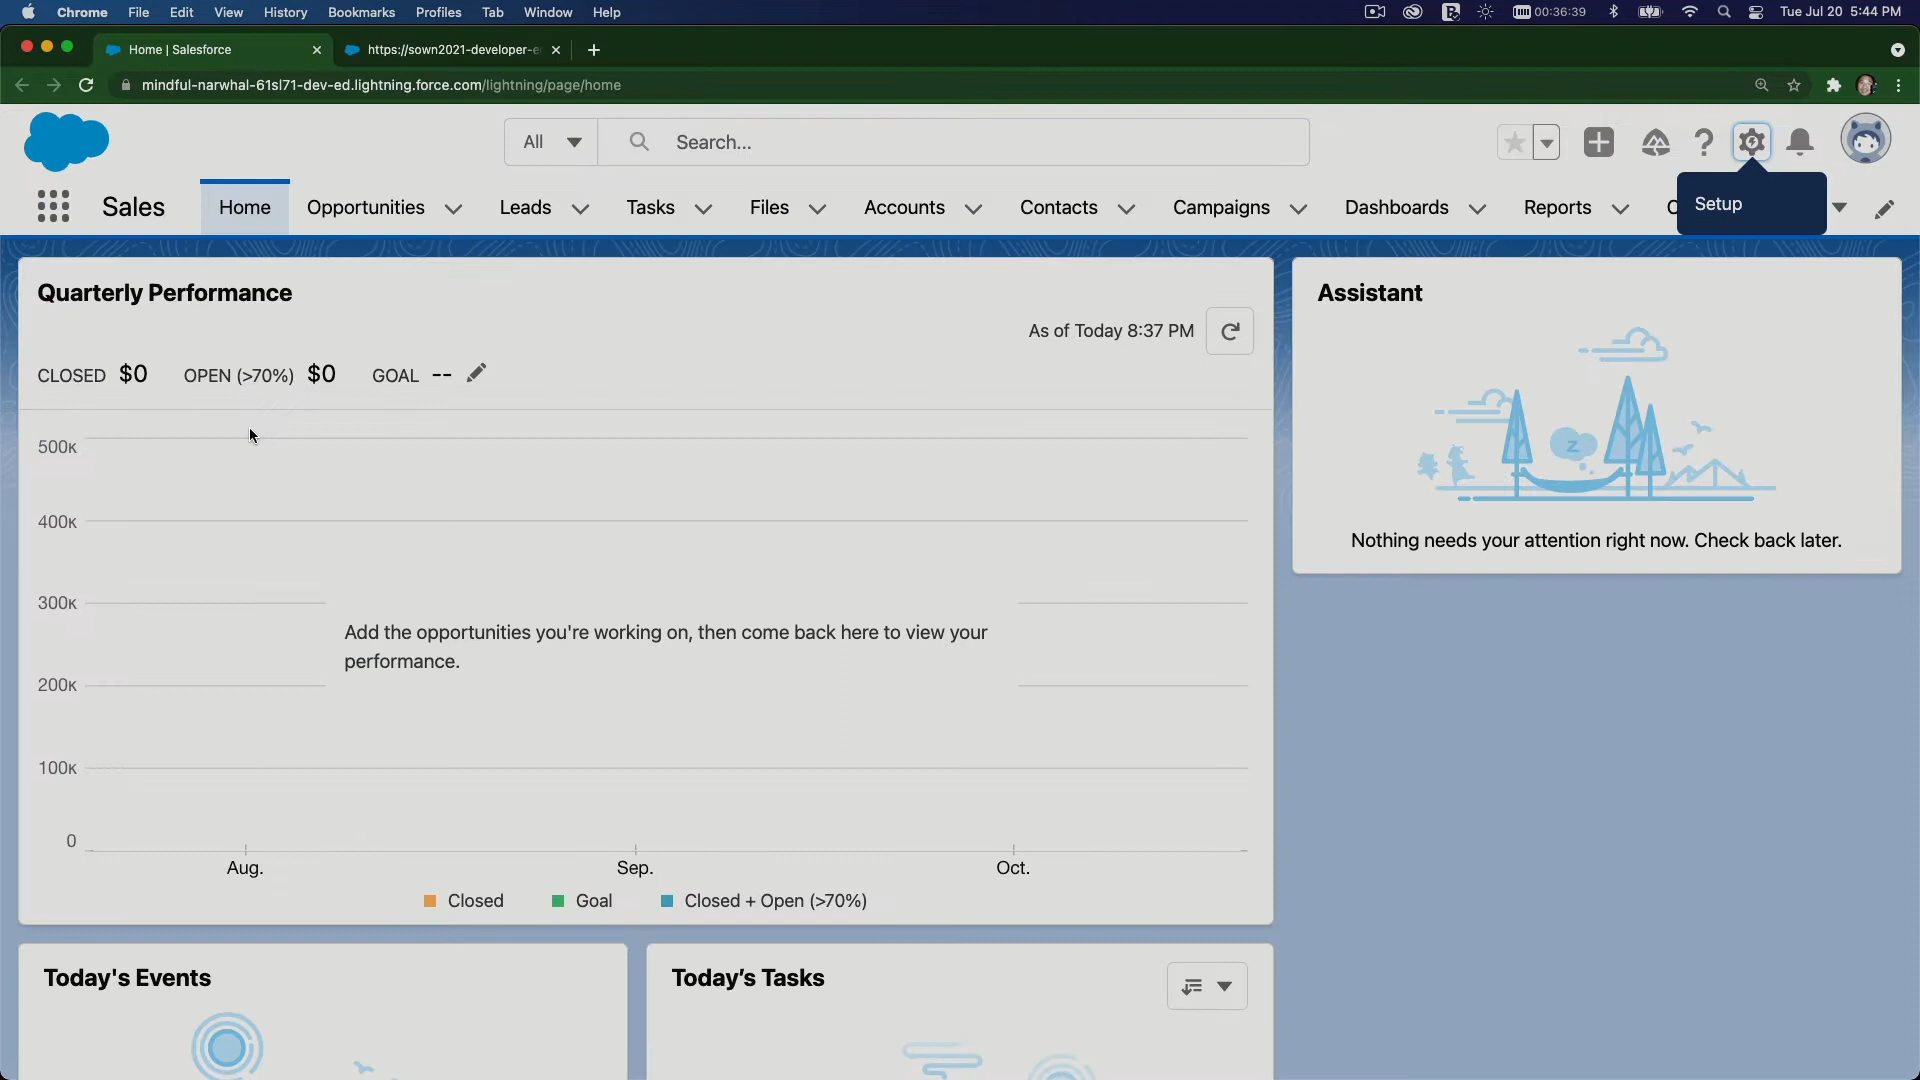 Chrome File Edit View History Bookmarks Profiles Tab Window Help 00:36:39 Tue Jul 20 5:44 PM
Home | Salesforce https://sown2021-developer-e
mindful-narwhal-61sl71-dev-ed.lightning.force.com/lightning/page/home
All Search...
Sales Home Opportunities Leads Tasks Files Accounts Contacts Campaigns Dashboards Reports C Setup
Quarterly Performance
As of Today 8:37 PM
CLOSED $0 OPEN (>70%) $0 GOAL --
500K
400K
300K
Add the opportunities you're working on, then come back here to view your
performance.
200K
100K
0
Aug. Sep. Oct.
Closed Goal Closed + Open (>70%)
Assistant
z
Nothing needs your attention right now. Check back later.
Today's Events
Today's Tasks